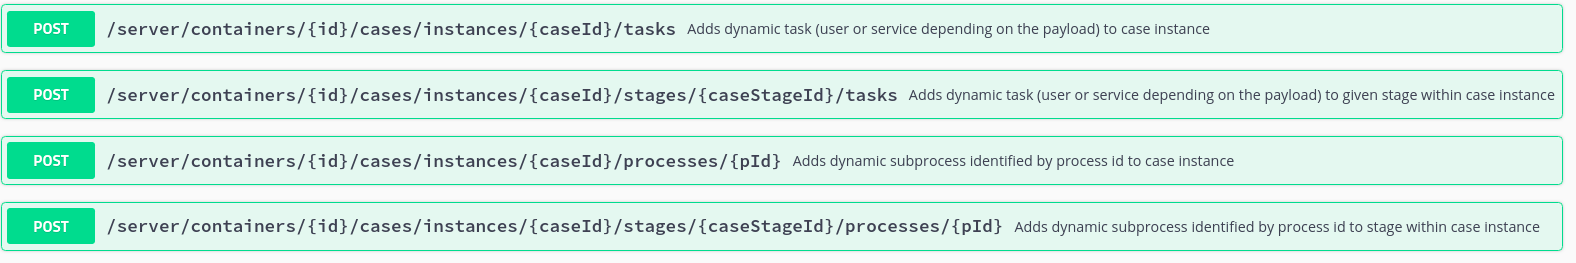 POST /server/containers/{id}/cases/instances/{caseId}/tasks Adds dynamic task (user or service depending on the payload) to case instance
POST /server/containers/{id}/cases/instances/{caseId}/stages/{caseStageId}/tasks Adds dynamic task (user or service depending on the payload) to given stage within case instance
POST /server/containers/{id}/cases/instances/{caseId}/processes/{pId} Adds dynamic subprocess identified by process id to case instance
POST /server/containers/{id}/cases/instances/{caseId}/stages/{caseStageId}/processes/{pId} Adds dynamic subprocess identified by process id to stage within case instance